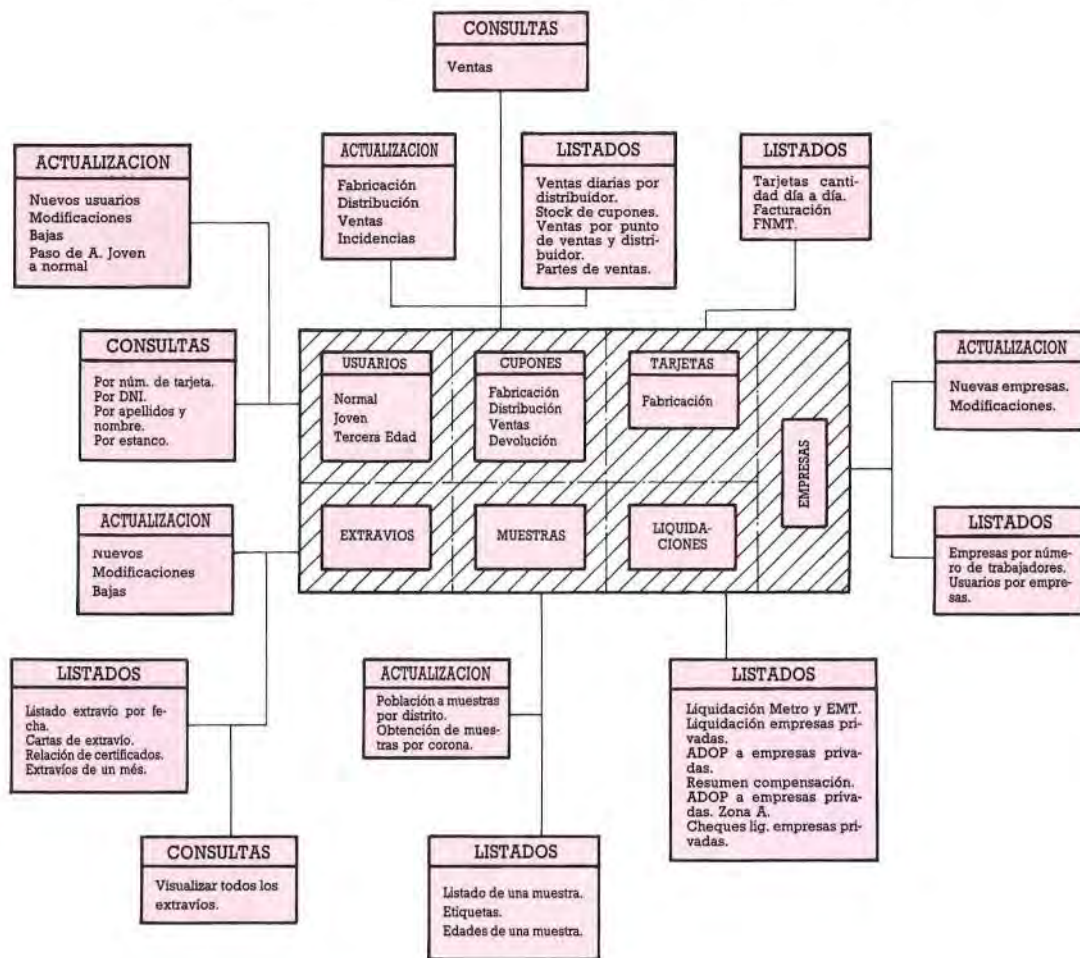 CONSULTAS
Ventas
ACTUALIZACION
Nuevos usuarios
Modificaciones
Bajas
Paso de A. Joven
a normal
ACTUALIZACION
Fabricación
Distribución
Ventas
Incidencias
LISTADOS
Ventas diarias por
distribuidor.
Stock de cupones.
Ventas por punto
de ventas y distri-
buidor.
Partes de ventas.
LISTADOS
Tarjetas cantidad
día a día.
Facturación
FNMT.
CONSULTAS
Por núm. de tarjeta.
Por DNI.
Por apellidos y
nombre.
Por estanco.
USUARIOS
Normal
Joven
Tercera Edad
CUPONES
Fabricación
Distribución
Ventas
Devolución
TARJETAS
Fabricación
EMPRESAS
ACTUALIZACION
Nuevas empresas.
Modificaciones.
ACTUALIZACION
Nuevos
Modificaciones
Bajas
EXTRAVIOS
MUESTRAS
LIQUIDA-
CIONES
LISTADOS
Empresas por núme-
ro de trabajadores.
Usuarios por empre-
sas.
LISTADOS
Listado extravío por fe-
cha.
Cartas de extravío.
Relación de certificados.
Extravíos de un més.
ACTUALIZACION
Población a muestras
por distrito.
Obtención de mues-
tras por corona.
LISTADOS
Liquidación Metro y EMT.
Liquidación empresas pri-
vadas.
ADOP a empresas priva-
das.
Resumen compensación.
ADOP a empresas priva-
das. Zona A.
Cheques lig. empresas pri-
vadas.
CONSULTAS
Visualizar todos los
extravíos.
LISTADOS
Listado de una muestra.
Etiquetas.
Edades de una muestra.